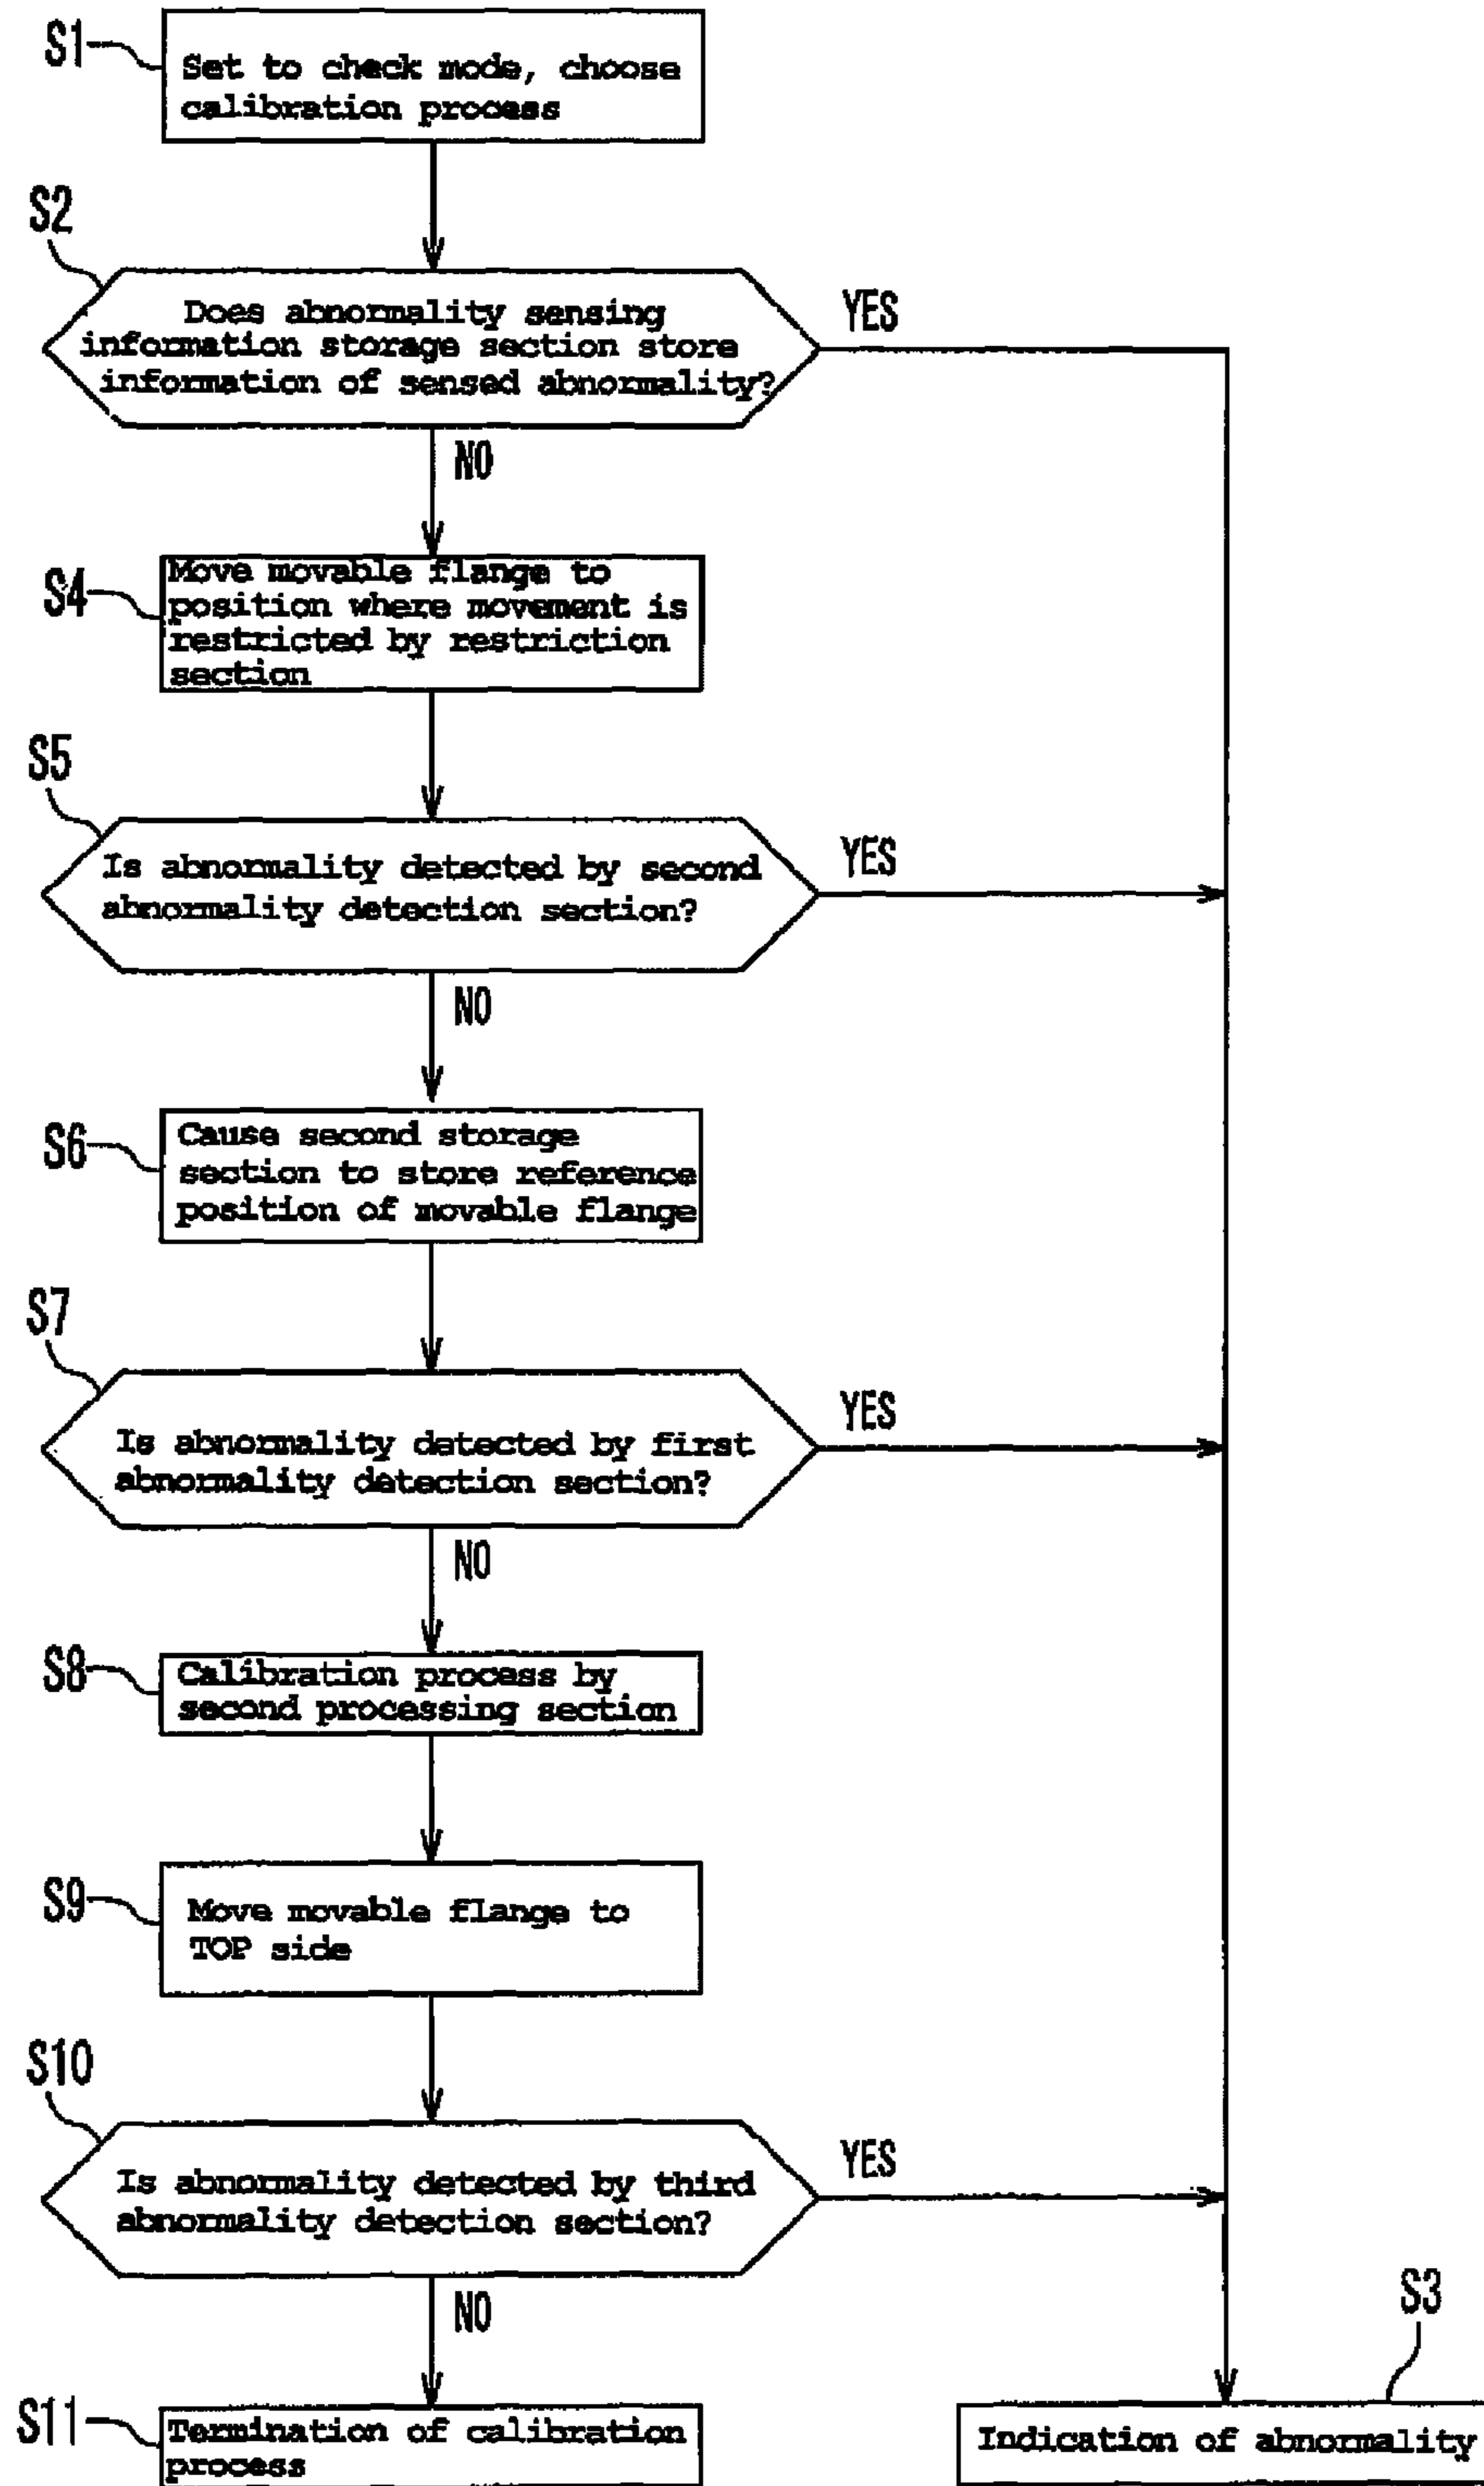 S1
Set to check mode, choose
calibration process
S2
Does abnormality sensing
information storage section store
information of sensed abnormality?
YES
NO
S4
Move movable flange to
position where movement is
restricted by restriction
section
S5
Is abnormality detected by second
abnormality detection section?
YES
NO
S6
Cause second storage
section to store reference
position of movable flange
S7
Is abnormality detected by first
abnormality detection section?
YES
NO
S8
Calibration process by
second processing section
S9
Move movable flange to
TOP side
S10
Is abnormality detected by third
abnormality detection section?
YES
NO
S3
S11
Termination of calibration
process
Indication of abnormality